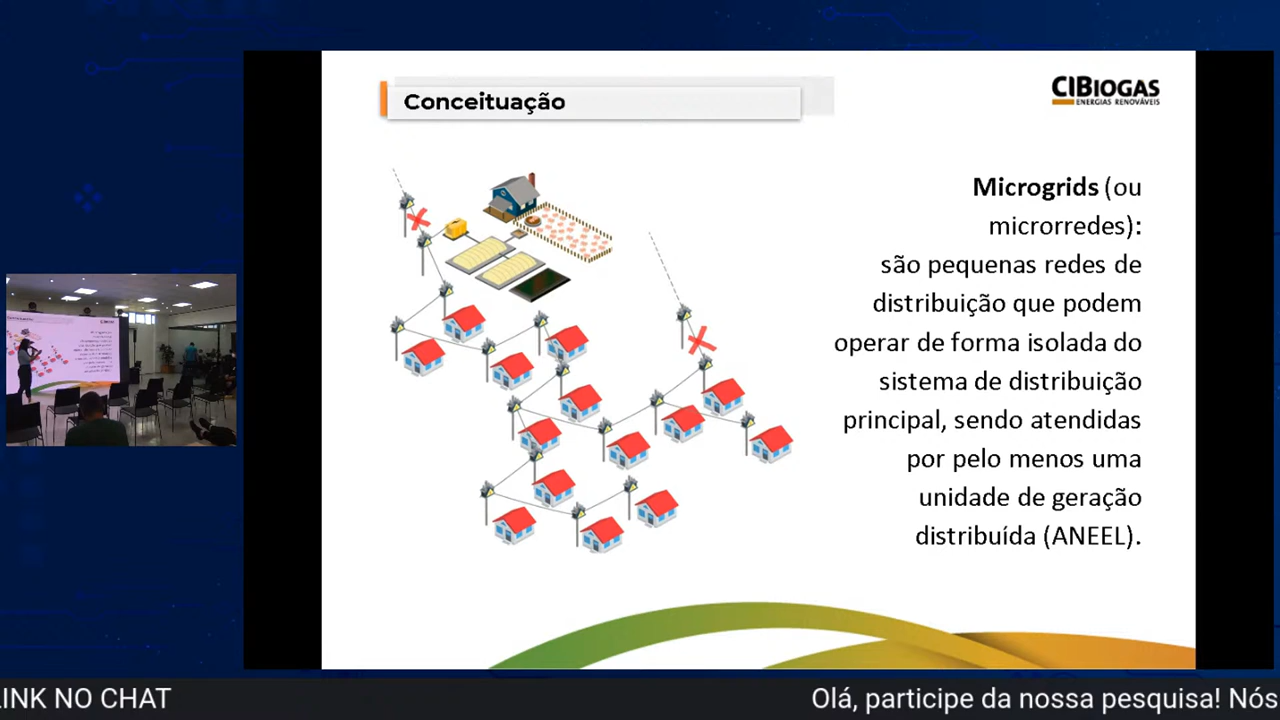 Conceituação
CIBIOGAS
ENERGIAS RENOVÁVEIS
Microgrids (ou
microrredes):
são pequenas redes de
distribuição que podem
operar de forma isolada do
sistema de distribuição
principal, sendo atendidas
por pelo menos uma
unidade de geração
distribuída (ANEEL).
LINK NO CHAT
Olá, participe da nossa pesquisa! Nós